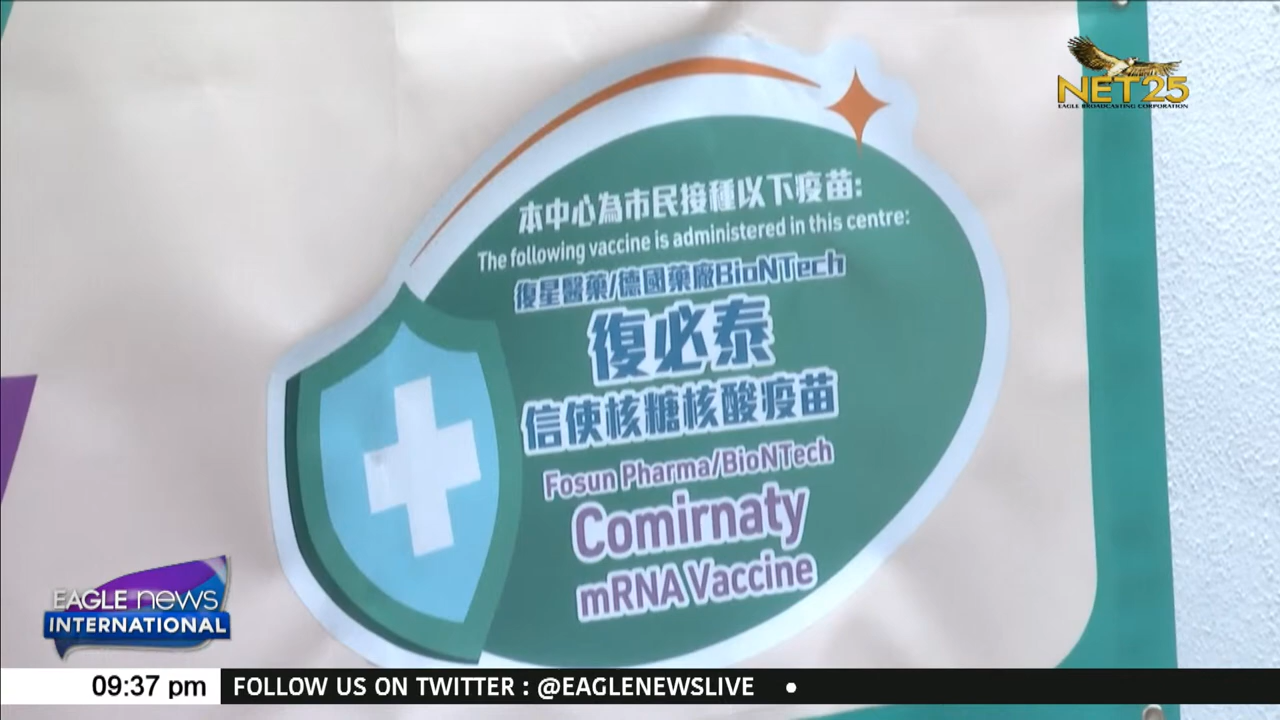 NET25
EAGLE BROADCASTING CORPORATION
本中心為市民接種以下疫苗:
The following vaccine is administered in this centre:
復星醫藥/德國藥廠BioNTech
復必泰
信使核糖核酸疫苗
Fosun Pharma/BioNTech
Comirnaty
mRNA Vaccine
EAGLE news
INTERNATIONAL
09:37 pm
FOLLOW US ON TWITTER : @EAGLENEWSLIVE •